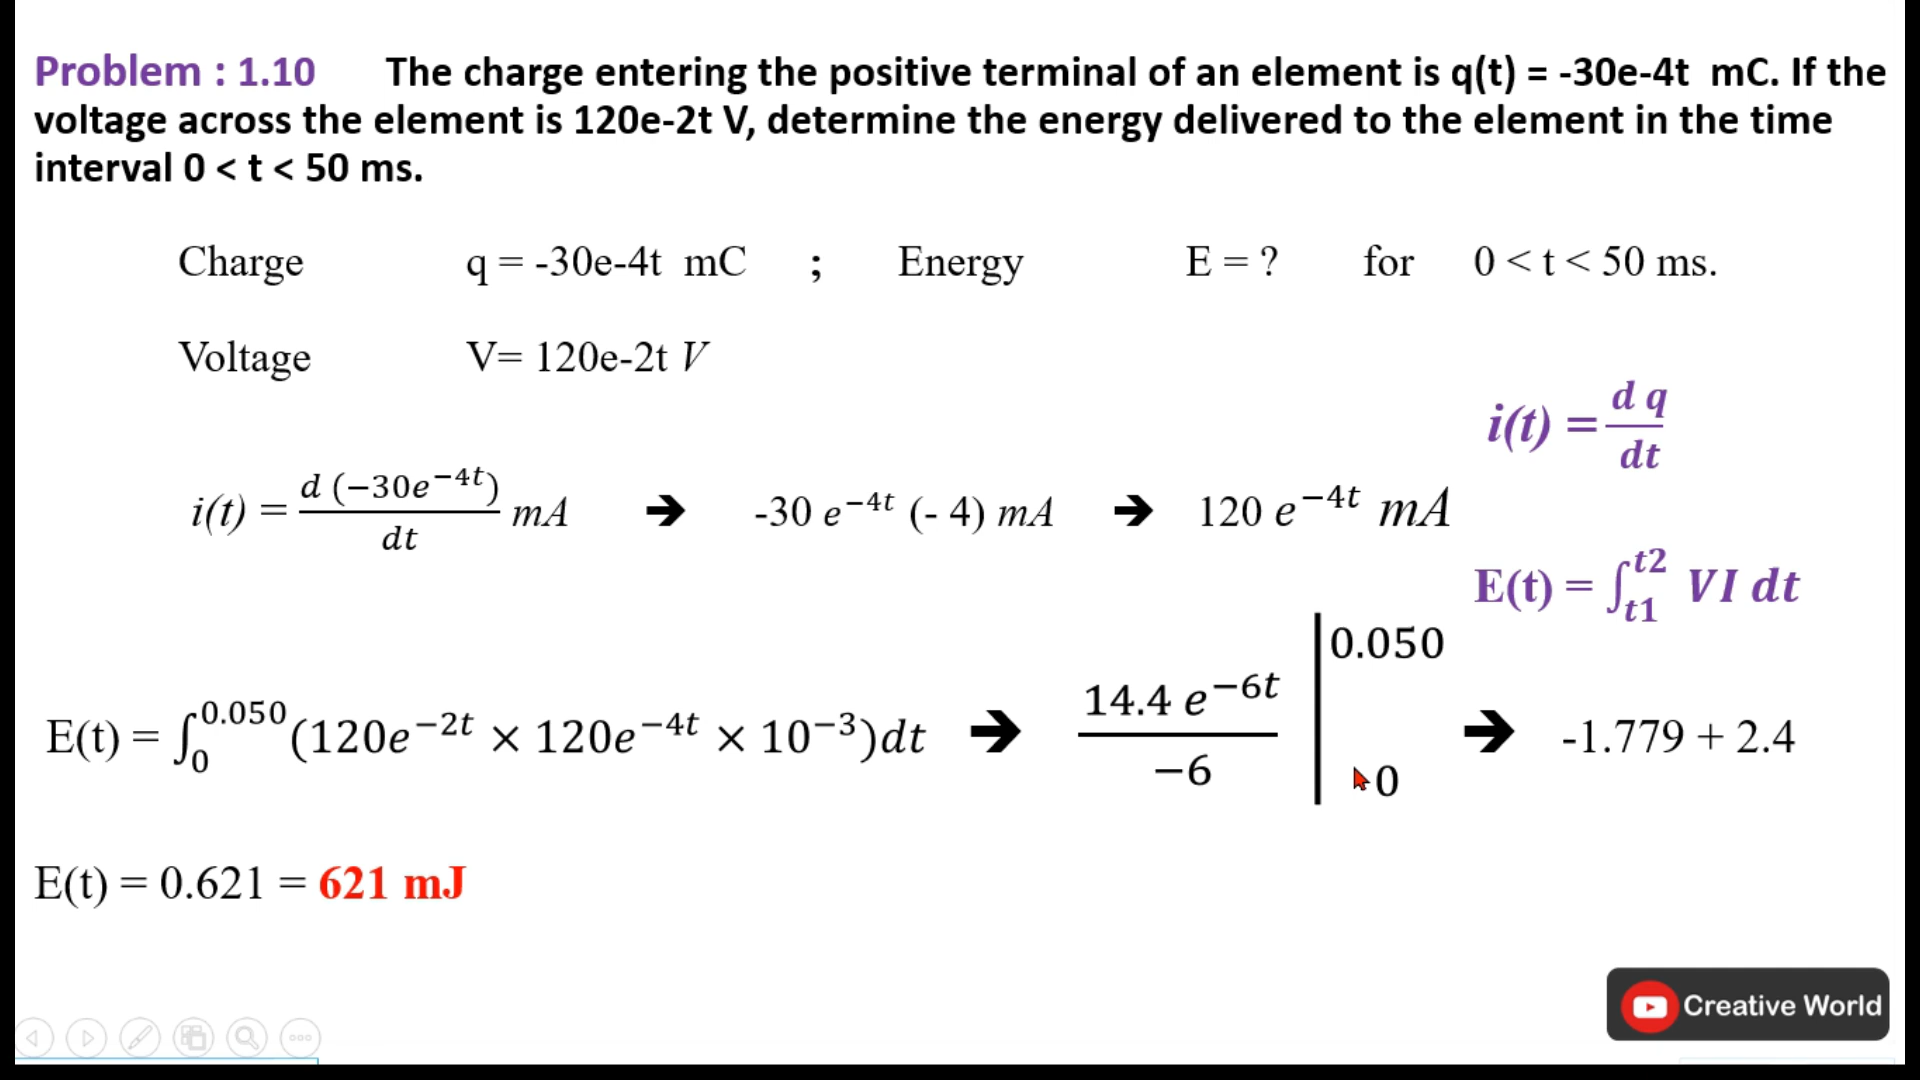 Problem : 1.10 The charge entering the positive terminal of an element is q(t) = -30e-4t mC. If the
voltage across the element is 120e-2t V, determine the energy delivered to the element in the time
interval 0 < t < 50 ms.
Charge q = -30e-4t mC ; Energy E = ? for 0 < t < 50 ms.
Voltage V= 120e-2t V
i(t) = d q / dt
i(t) = d (−30e^−4t) / dt mA ➔ -30 e^−4t (- 4) mA ➔ 120 e^−4t mA
E(t) = ∫_t1^t2 VI dt
E(t) = ∫_0^0.050 (120e^−2t × 120e^−4t × 10^−3)dt ➔ 14.4 e^−6t / −6 | 0.050 0 ➔ -1.779 + 2.4
E(t) = 0.621 = 621 mJ
Creative World